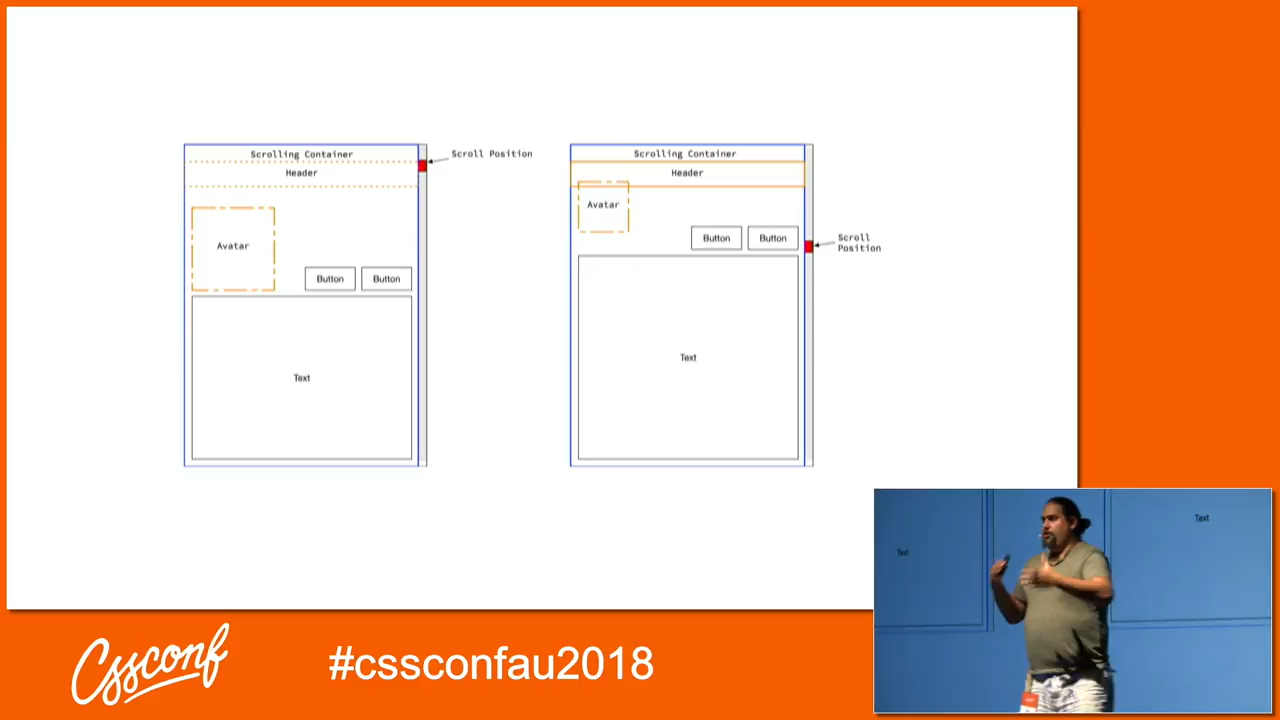 Scrolling Container
Header
Scroll Position
Avatar
Button
Button
Text
Scrolling Container
Header
Avatar
Button
Button
Scroll
Position
Text
Text
Text
Cssconf
#cssconfau2018